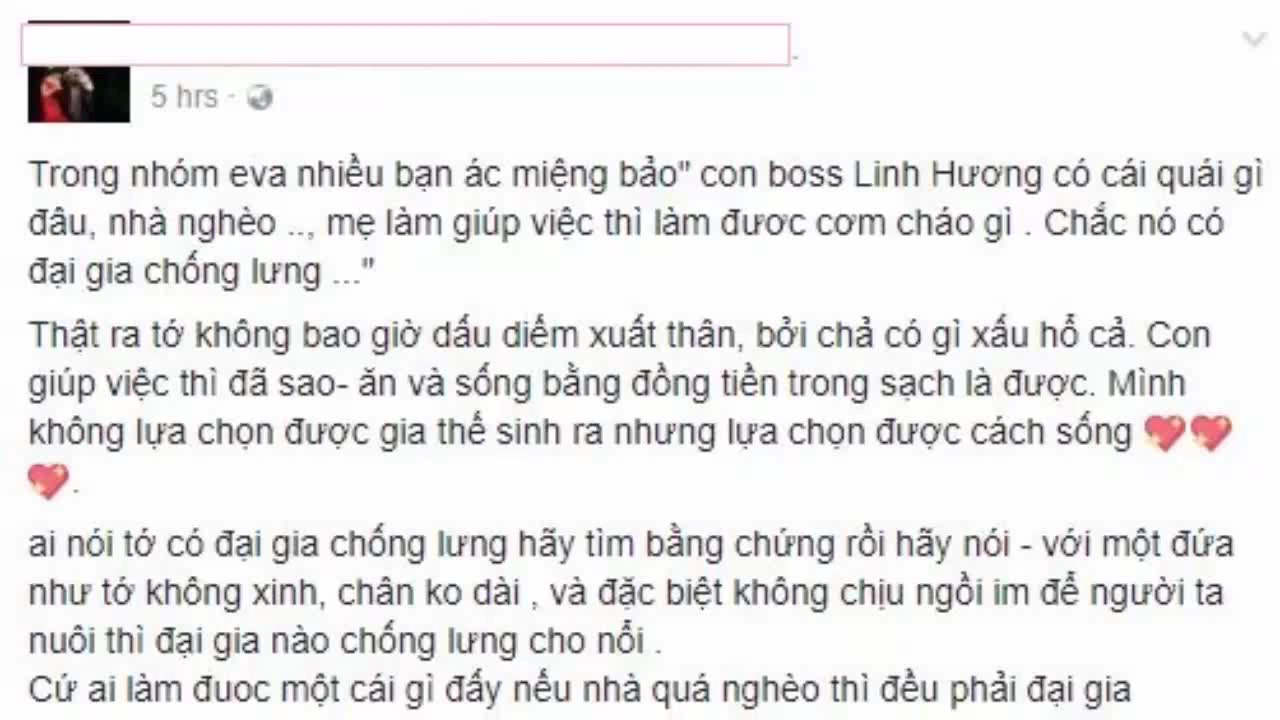 5 hrs ·
Trong nhóm eva nhiều bạn ác miệng bảo" con boss Linh Hương có cái quái gì
đâu, nhà nghèo .., mẹ làm giúp việc thì làm đươc cơm cháo gì . Chắc nó có
đại gia chống lưng ..."
Thật ra tớ không bao giờ dấu diếm xuất thân, bởi chả có gì xấu hổ cả. Con
giúp việc thì đã sao- ăn và sống bằng đồng tiền trong sạch là được. Mình
không lựa chọn được gia thế sinh ra nhưng lựa chọn được cách sống 💖💖
💖.
ai nói tớ có đại gia chống lưng hãy tìm bằng chứng rồi hãy nói - với một đứa
như tớ không xinh, chân ko dài , và đặc biệt không chịu ngồi im để người ta
nuôi thì đại gia nào chống lưng cho nổi .
Cứ ai làm đuoc một cái gì đấy nếu nhà quá nghèo thì đều phải đại gia